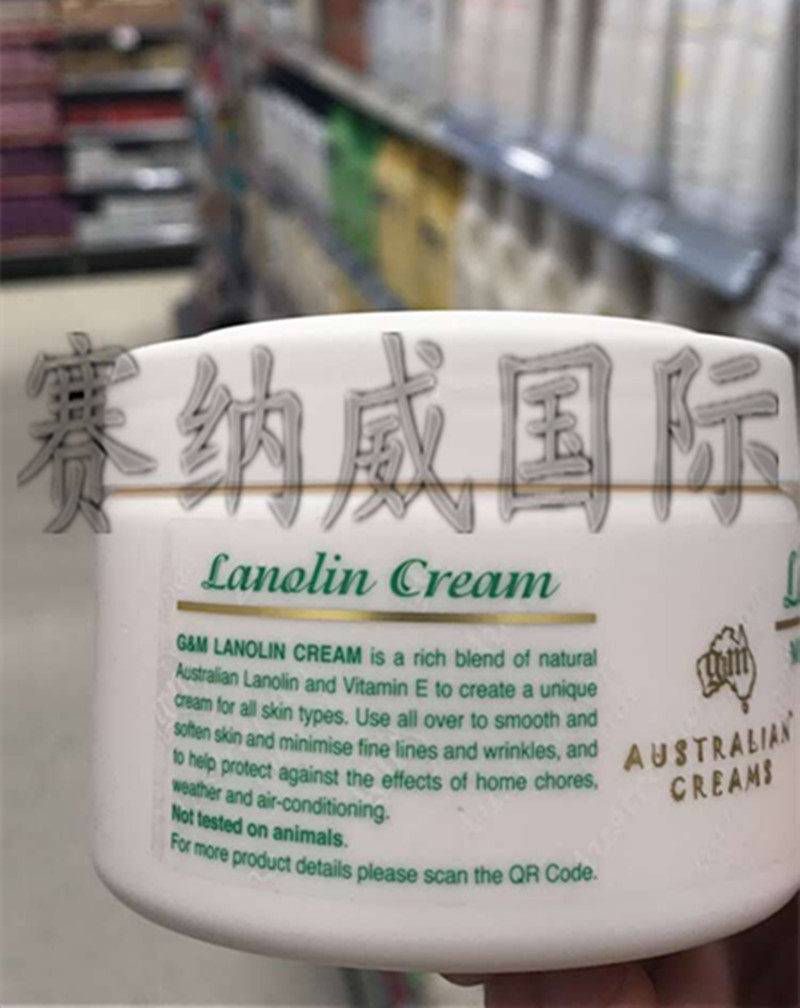 赛纳威国际
Lanolin Cream
G&M LANOLIN CREAM is a rich blend of natural
Australian Lanolin and Vitamin E to create a unique
cream for all skin types. Use all over to smooth and
soften skin and minimise fine lines and wrinkles, and
to help protect against the effects of home chores,
weather and air-conditioning.
Not tested on animals.
For more product details please scan the QR Code.
g&m
AUSTRALIAN
CREAMS